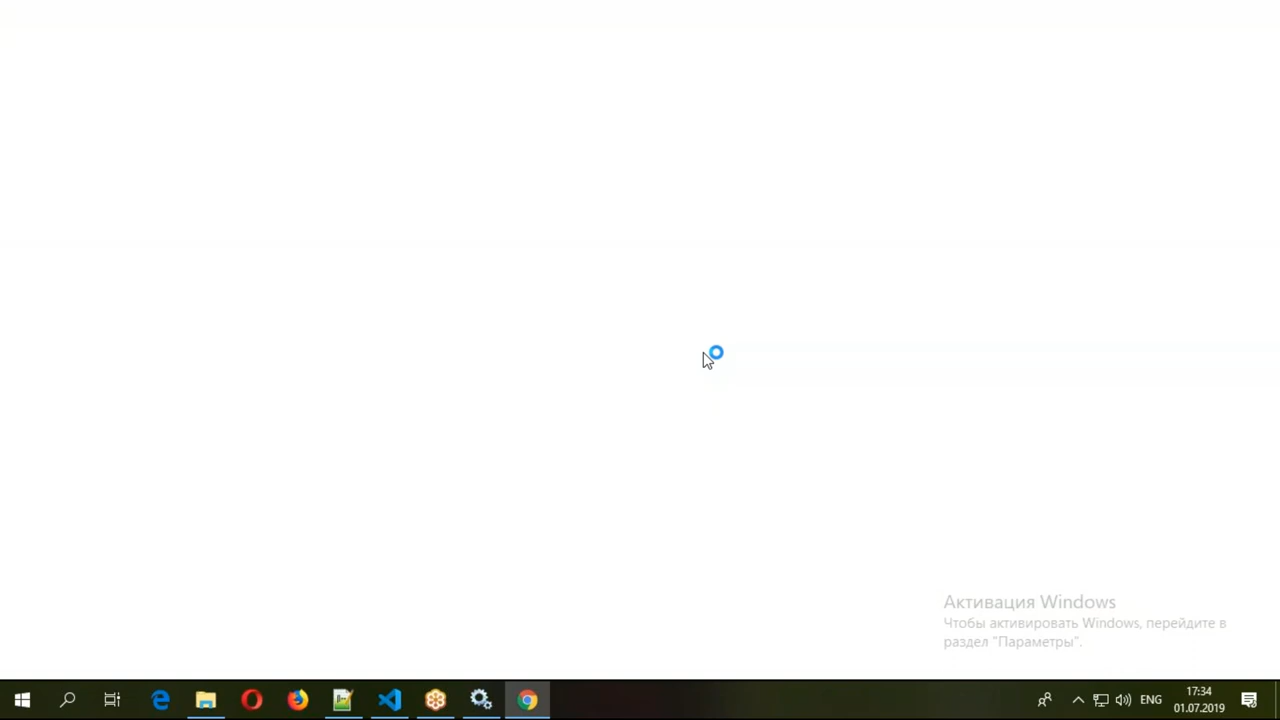 Активация Windows
Чтобы активировать Windows, перейдите в
раздел "Параметры".
ENG
17:34
01.07.2019